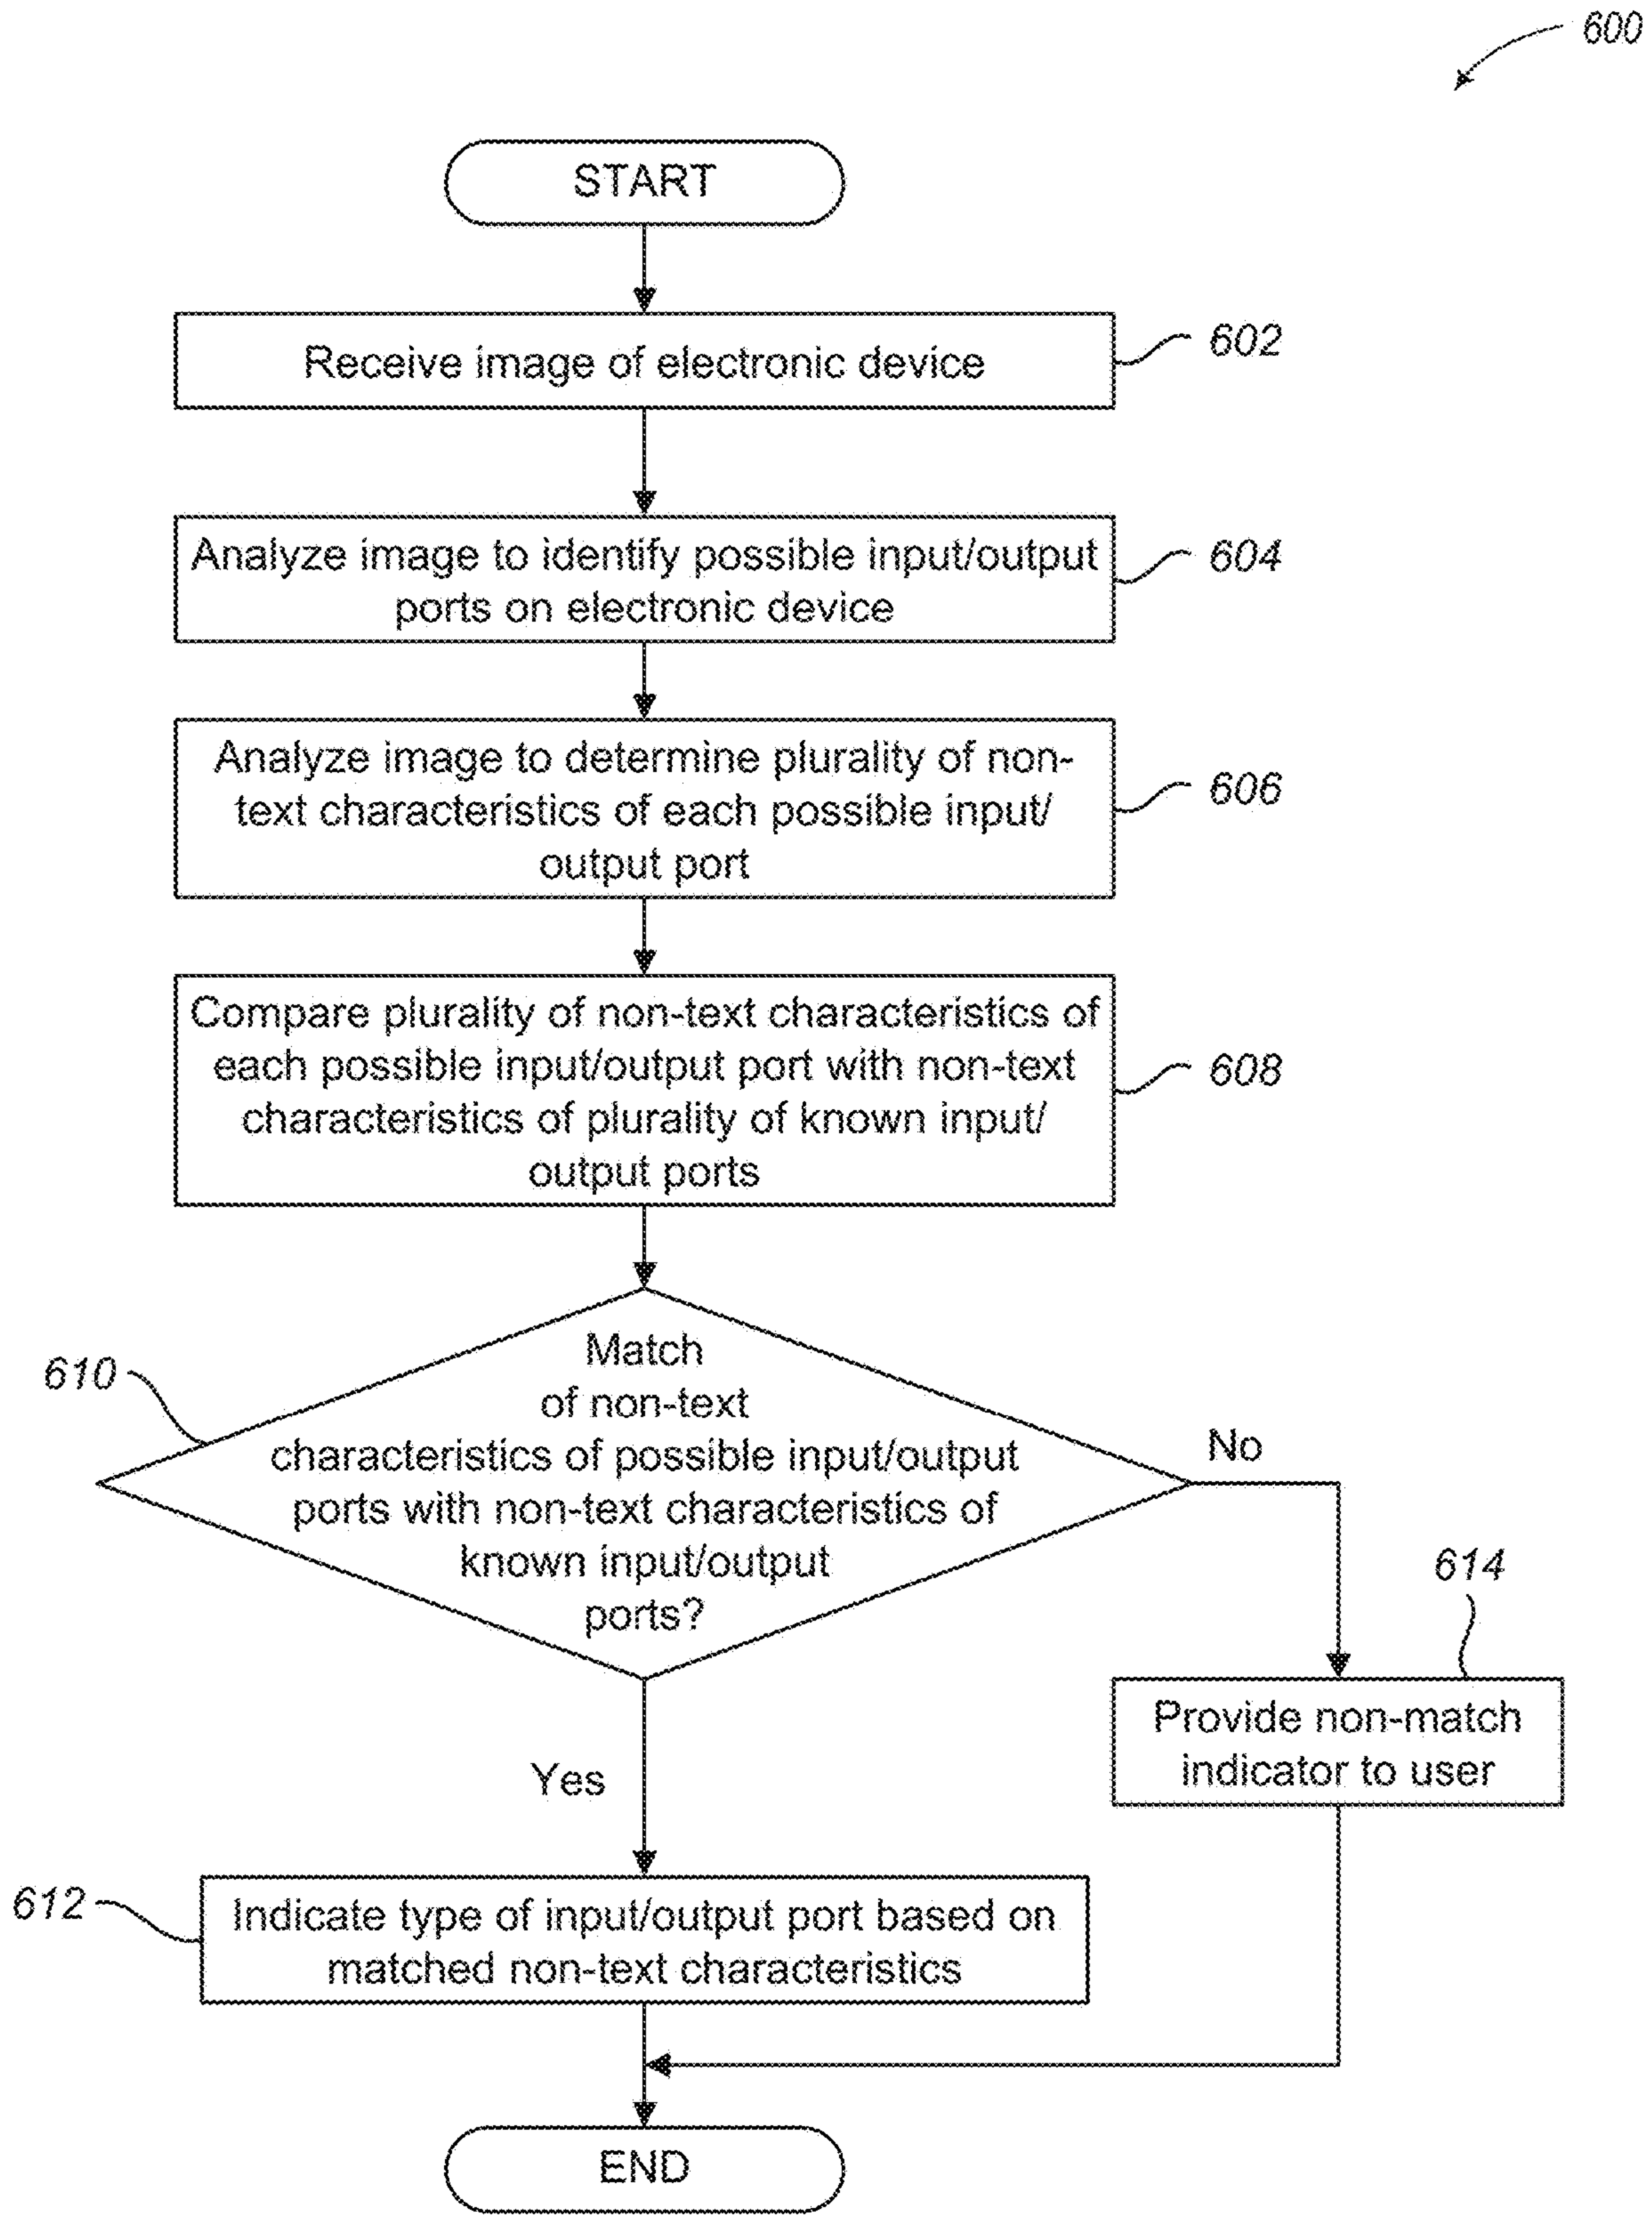 600
START
Receive image of electronic device
602
Analyze image to identify possible input/output
ports on electronic device
604
Analyze image to determine plurality of non-
text characteristics of each possible input/
output port
606
Compare plurality of non-text characteristics of
each possible input/output port with non-text
characteristics of plurality of known input/
output ports
608
610
Match
of non-text
characteristics of possible input/output
ports with non-text characteristics of
known input/output
ports?
No
614
Provide non-match
indicator to user
Yes
612
Indicate type of input/output port based on
matched non-text characteristics
END